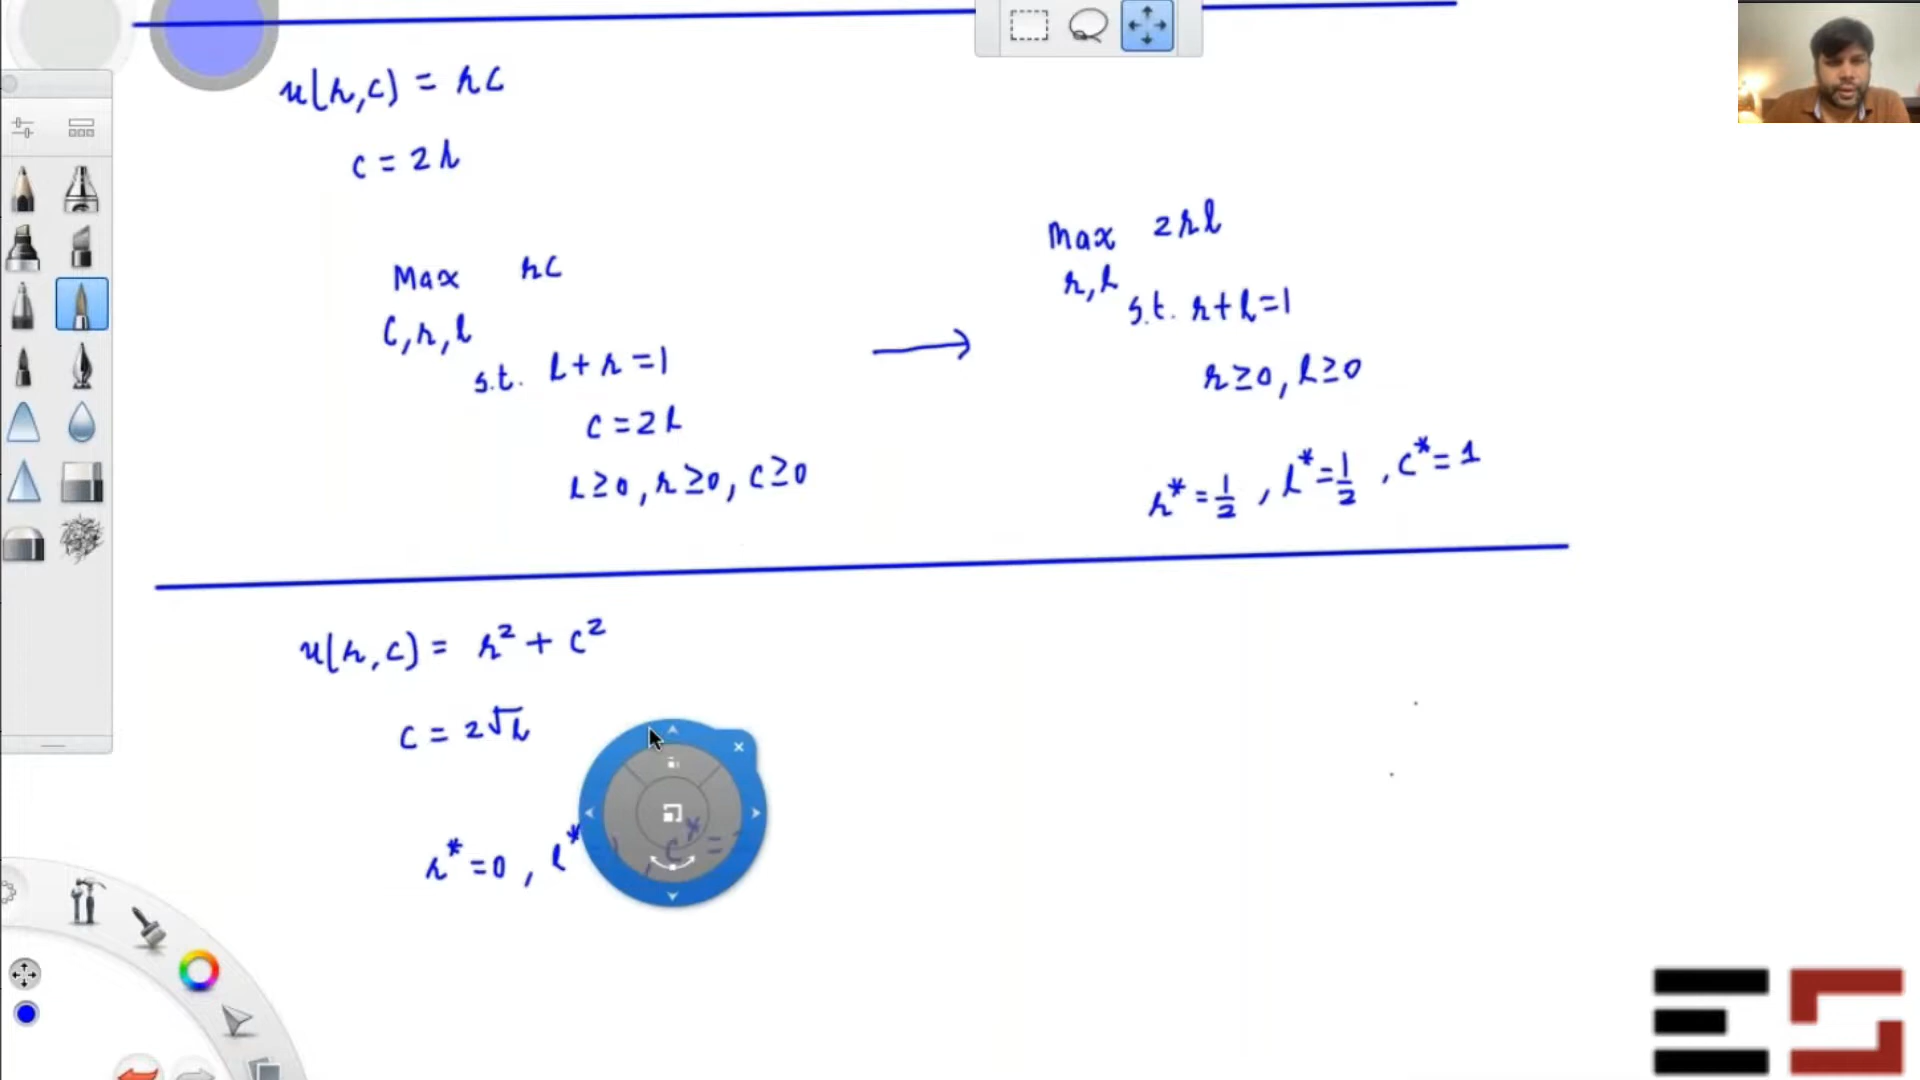 u(r,c) = rc
c = 2l
Max rc
c,r,l
s.t. l + r = 1
c = 2l
l ≥ 0, r ≥ 0, c ≥ 0
Max 2rl
r,l
s.t. r + l = 1
r ≥ 0, l ≥ 0
r* = 1/2, l* = 1/2, c* = 1
u(r,c) = r² + c²
c = 2√l
r* = 0, l* , c* =
ES